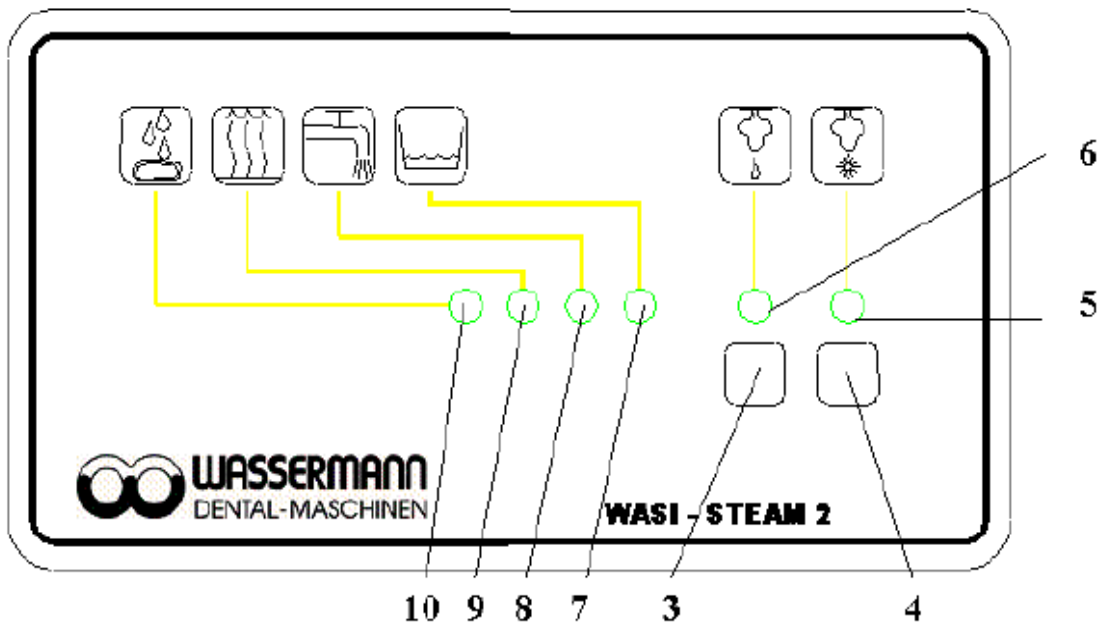 6
5
WASSERMANN
DENTAL-MASCHINEN
WASI - STEAM 2
10 9 8 7 3 4